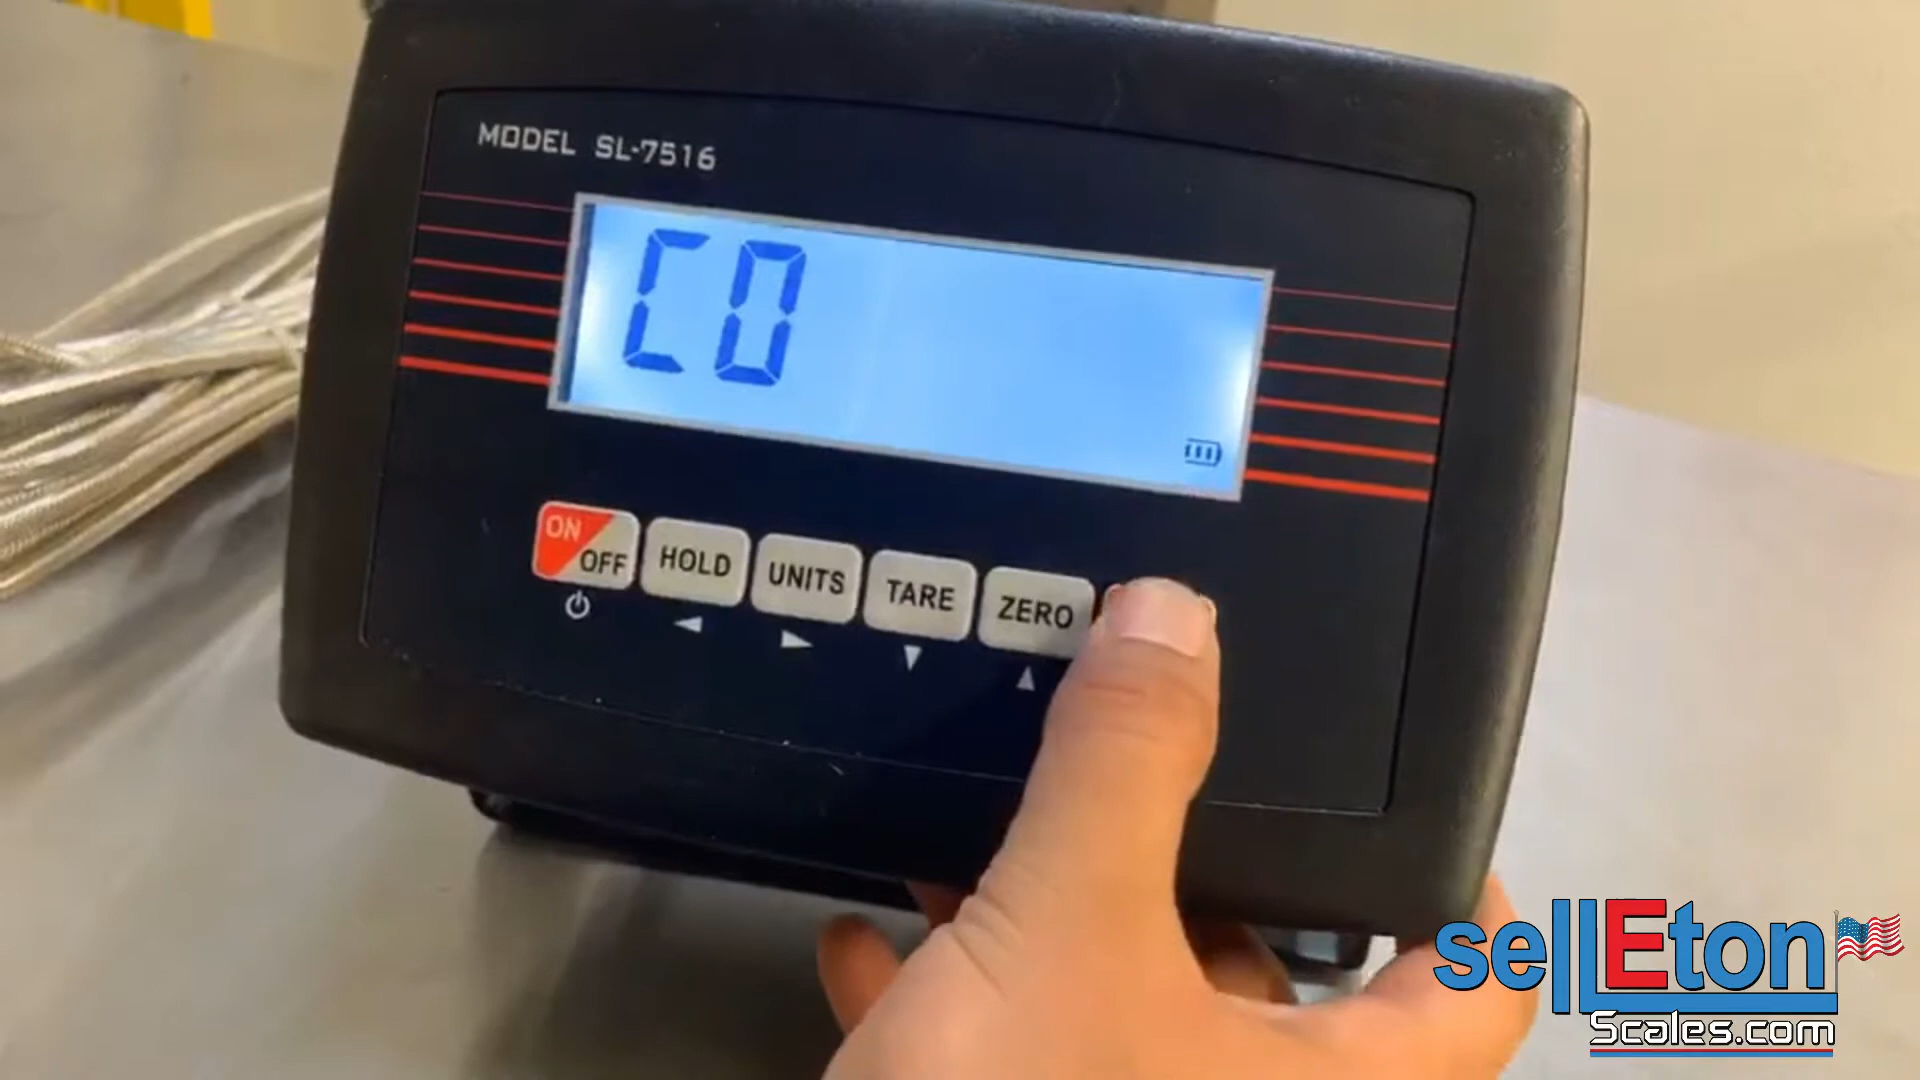 MODEL SL-7516
C0
ON OFF
HOLD
UNITS
TARE
ZERO
sellEton
Scales.com